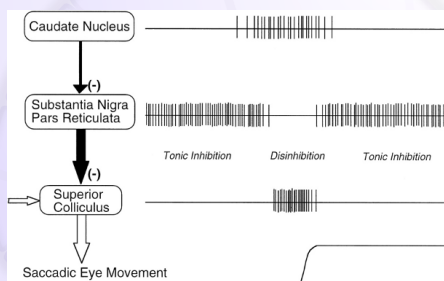 Caudate Nucleus
(-)
Substantia Nigra
Pars Reticulata
Tonic Inhibition Disinhibition Tonic Inhibition
(-)
Superior
Colliculus
Saccadic Eye Movement